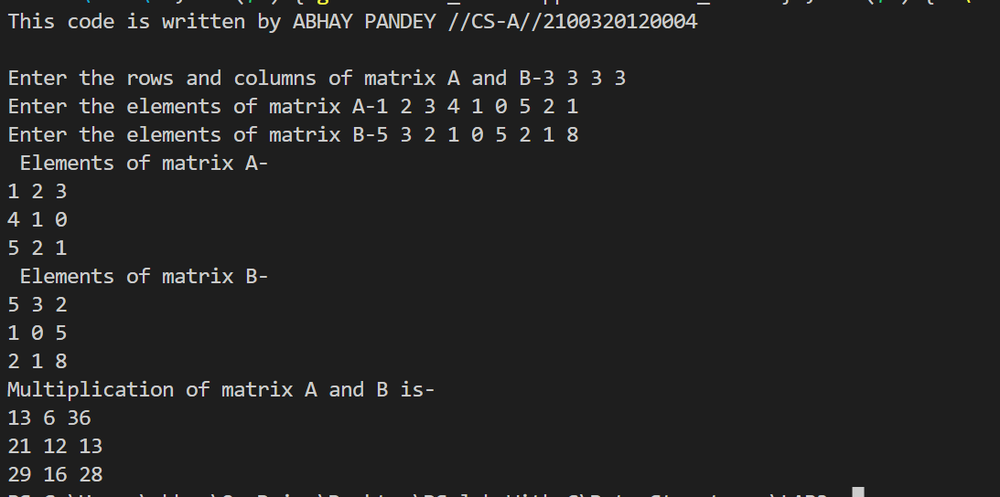 This code is written by ABHAY PANDEY //CS-A//2100320120004
Enter the rows and columns of matrix A and B-3 3 3 3
Enter the elements of matrix A-1 2 3 4 1 0 5 2 1
Enter the elements of matrix B-5 3 2 1 0 5 2 1 8
Elements of matrix A-
1 2 3
4 1 0
5 2 1
Elements of matrix B-
5 3 2
1 0 5
2 1 8
Multiplication of matrix A and B is-
13 6 36
21 12 13
29 16 28